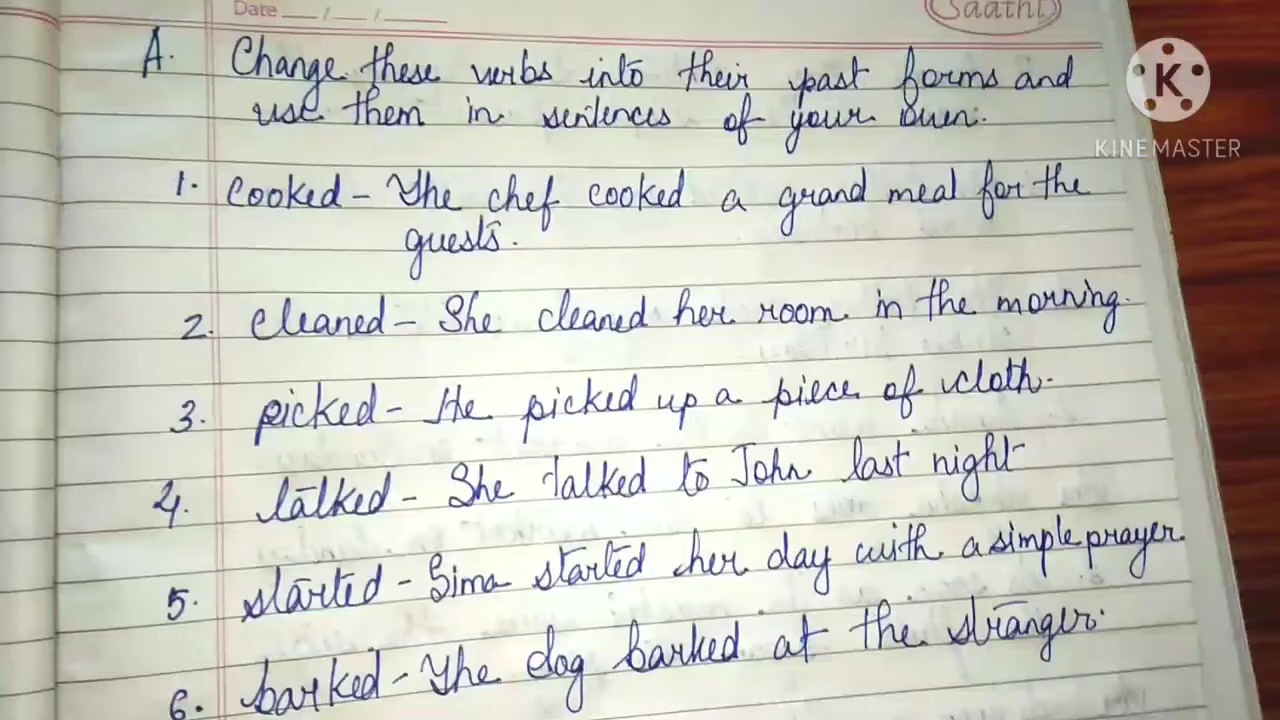 Date __/__/____
Saathi
A. Change these verbs into their past forms and
use them in sentences of your own.
K
KINEMASTER
1. Cooked - The chef cooked a grand meal for the
guests.
2. Cleaned - She cleaned her room in the morning.
3. picked - He picked up a piece of cloth.
4. talked - She talked to John last night
5. started - Sima started her day with a simple prayer.
6. barked - The dog barked at the stranger.